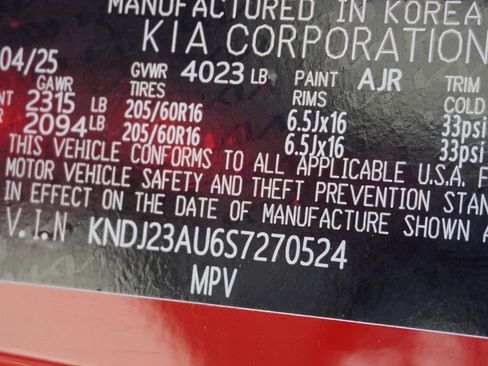 MANUFACTURED IN KOREA
KIA CORPORATION
04/25 GVWR 4023 LB PAINT AJR TRIM
GAWR TIRES RIMS COLD
NT 2315 LB 205/60R16 6.5Jx16 33psi
2094 LB 205/60R16 6.5Jx16 33psi
THIS VEHICLE CONFORMS TO ALL APPLICABLE U.S.A. F
MOTOR VEHICLE SAFETY AND THEFT PREVENTION STAN
IN EFFECT ON THE DATE OF MANUFACTURE SHOWN A
V.I.N KNDJ23AU6S7270524
MPV